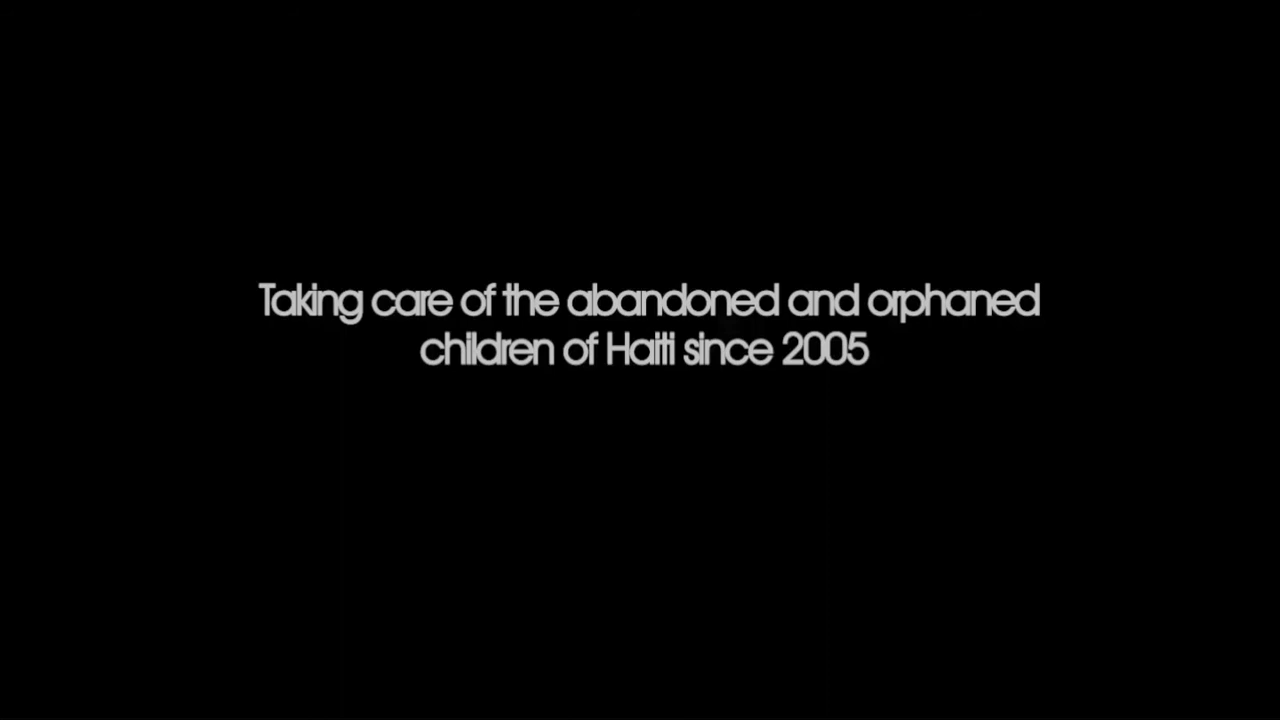 Taking care of the abandoned and orphaned
children of Haiti since 2005